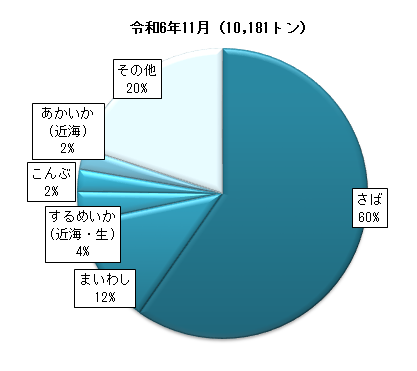 令和6年11月（10,181トン）
その他
20%
あかいか
（近海）
2%
こんぶ
2%
するめいか
（近海・生）
4%
まいわし
12%
さば
60%